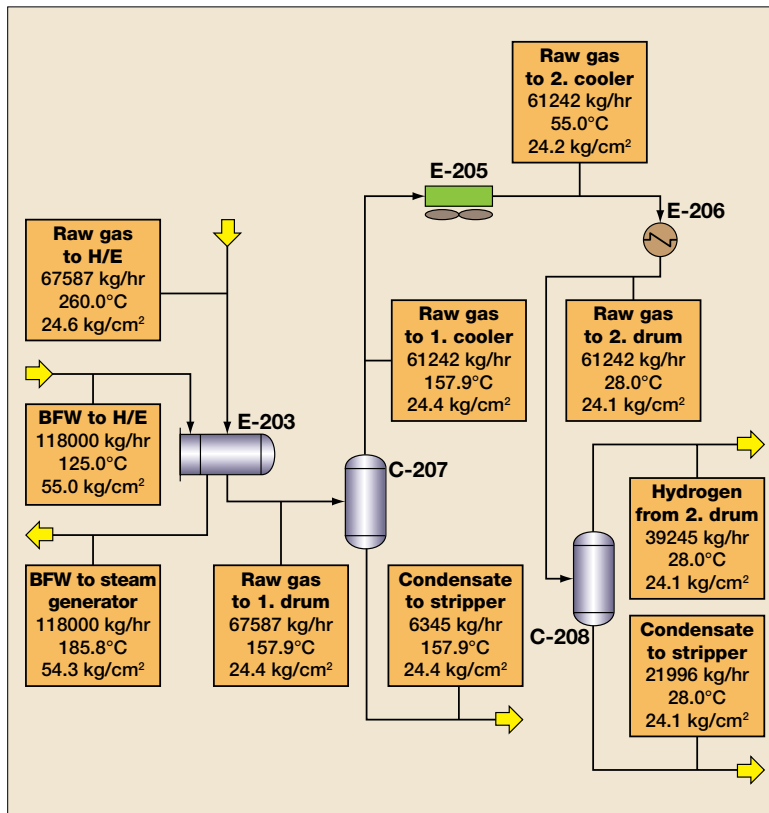 Raw gas
to 2. cooler
61242 kg/hr
55.0°C
24.2 kg/cm²
E-205
E-206
Raw gas
to H/E
67587 kg/hr
260.0°C
24.6 kg/cm²
Raw gas
to 1. cooler
61242 kg/hr
157.9°C
24.4 kg/cm²
Raw gas
to 2. drum
61242 kg/hr
28.0°C
24.1 kg/cm²
BFW to H/E
118000 kg/hr
125.0°C
55.0 kg/cm²
E-203
C-207
Hydrogen
from 2. drum
39245 kg/hr
28.0°C
24.1 kg/cm²
BFW to steam
generator
118000 kg/hr
185.8°C
54.3 kg/cm²
Raw gas
to 1. drum
67587 kg/hr
157.9°C
24.4 kg/cm²
Condensate
to stripper
6345 kg/hr
157.9°C
24.4 kg/cm²
C-208
Condensate
to stripper
21996 kg/hr
28.0°C
24.1 kg/cm²